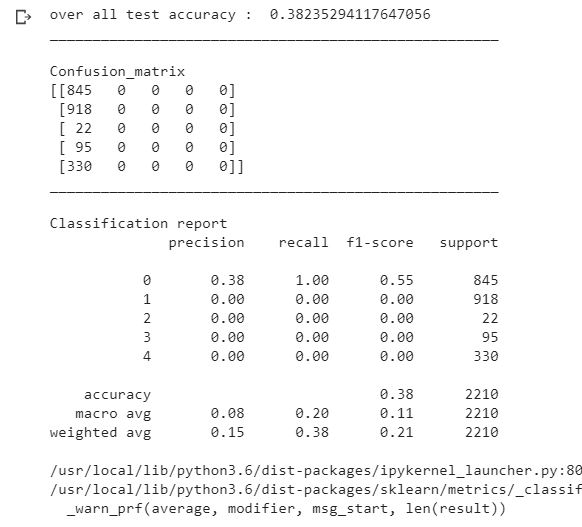 over all test accuracy :  0.38235294117647056
_____________________________________________________
Confusion_matrix
[[845   0   0   0   0]
 [918   0   0   0   0]
 [ 22   0   0   0   0]
 [ 95   0   0   0   0]
 [330   0   0   0   0]]
_____________________________________________________
Classification report
              precision    recall  f1-score   support
           0       0.38      1.00      0.55       845
           1       0.00      0.00      0.00       918
           2       0.00      0.00      0.00        22
           3       0.00      0.00      0.00        95
           4       0.00      0.00      0.00       330
    accuracy                           0.38      2210
   macro avg       0.08      0.20      0.11      2210
weighted avg       0.15      0.38      0.21      2210
/usr/local/lib/python3.6/dist-packages/ipykernel_launcher.py:80
/usr/local/lib/python3.6/dist-packages/sklearn/metrics/_classif
  _warn_prf(average, modifier, msg_start, len(result))